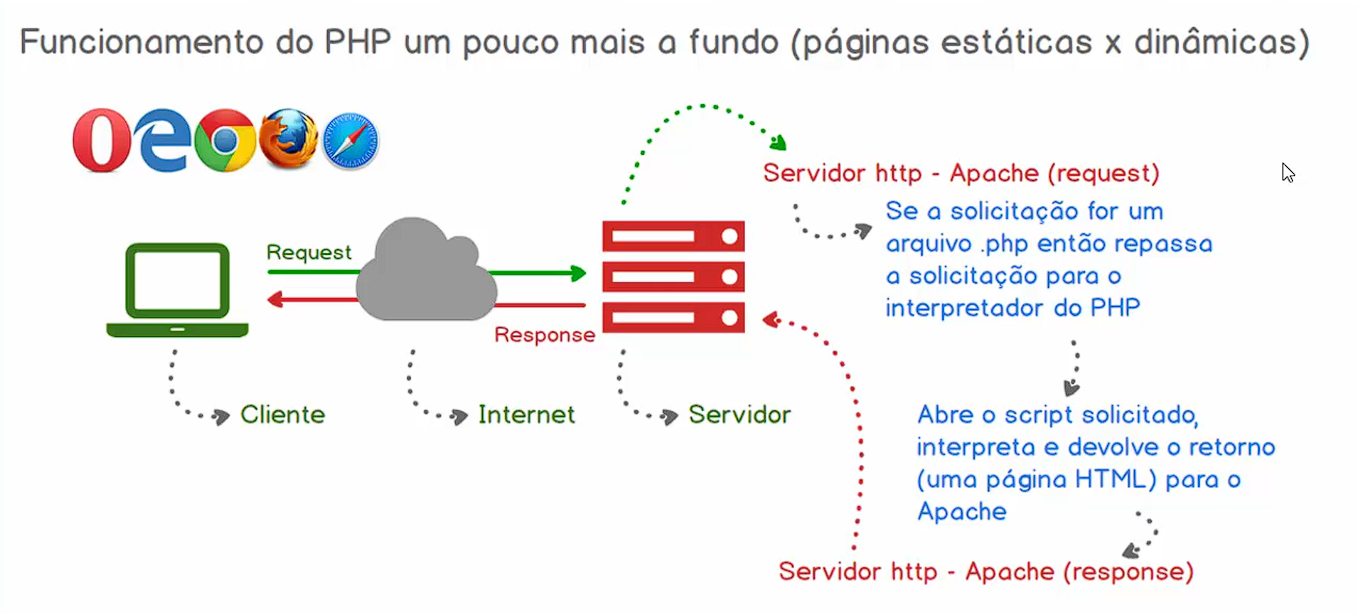 Funcionamento do PHP um pouco mais a fundo (páginas estáticas x dinâmicas)
Servidor http - Apache (request)
Se a solicitação for um
arquivo .php então repassa
a solicitação para o
interpretador do PHP
Request
Response
Cliente
Internet
Servidor
Abre o script solicitado,
interpreta e devolve o retorno
(uma página HTML) para o
Apache
Servidor http - Apache (response)